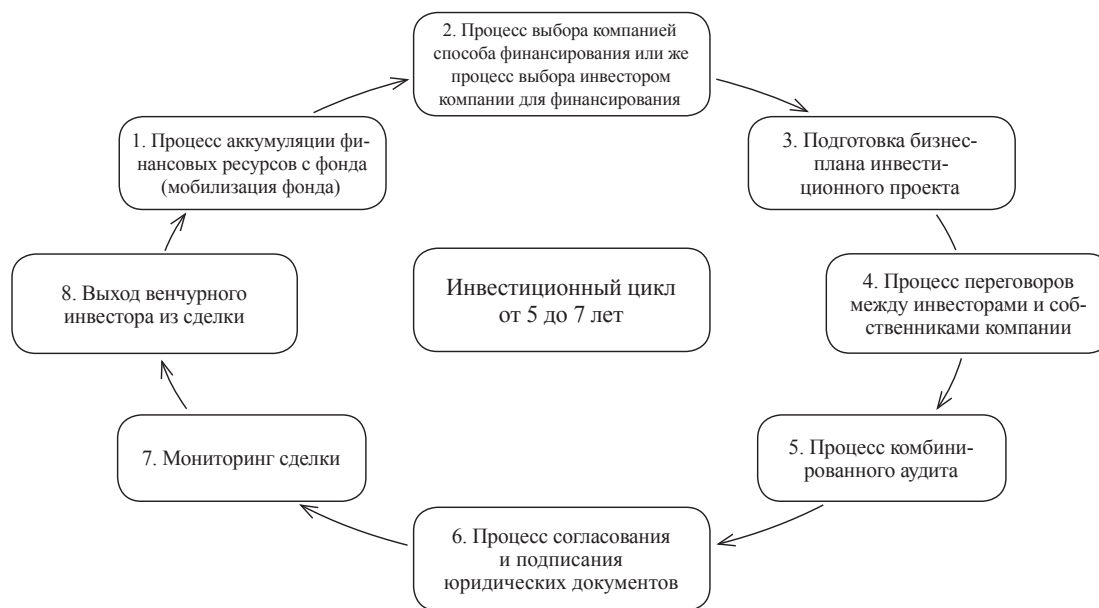 2. Процесс выбора компанией
способа финансирования или же
процесс выбора инвестором
компании для финансирования
1. Процесс аккумуляции фи-
нансовых ресурсов с фонда
(мобилизация фонда)
3. Подготовка бизнес-
плана инвести-
ционного проекта
8. Выход венчурного
инвестора из сделки
Инвестиционный цикл
от 5 до 7 лет
4. Процесс переговоров
между инвесторами и соб-
ственниками компании
7. Мониторинг сделки
5. Процесс комбини-
рованного аудита
6. Процесс согласования
и подписания
юридических документов